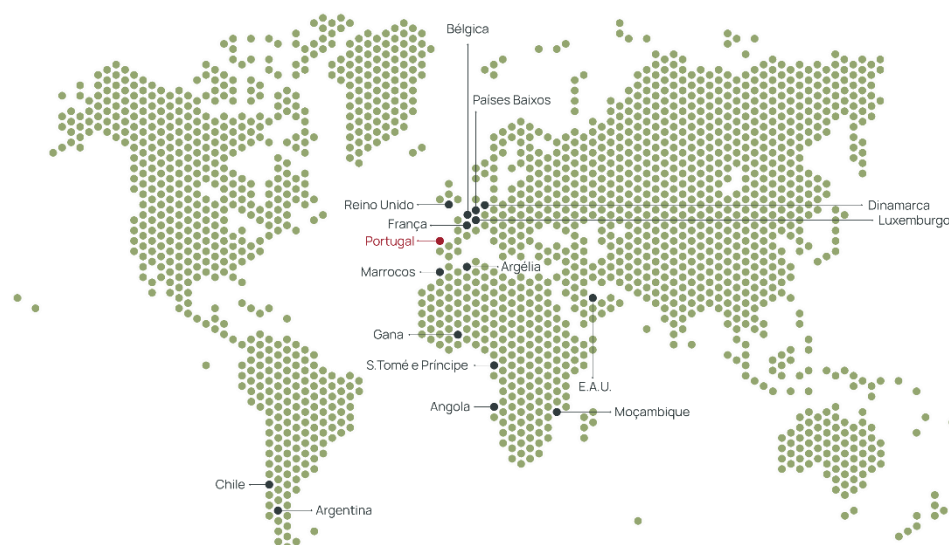 Bélgica
Países Baixos
Reino Unido
Dinamarca
França
Luxemburgo
Portugal
Marrocos
Argélia
Gana
S.Tomé e Príncipe
E.A.U.
Angola
Moçambique
Chile
Argentina